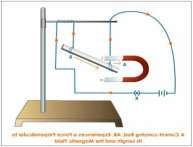 A Current-carrying Rod, AB, Experiences a Force Perpendicular to
its Length and the Magnetic Field